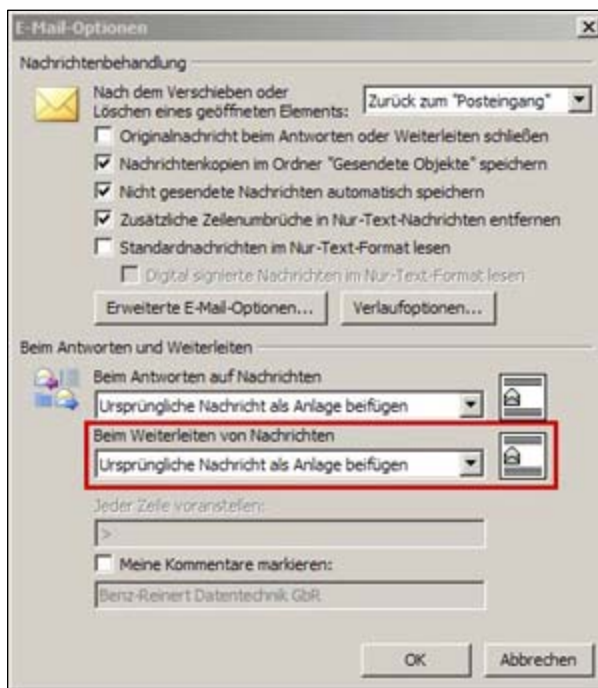 E-Mail-Optionen
Nachrichtenbehandlung
Nach dem Verschieben oder
Löschen eines geöffneten Elements:
Zurück zum "Posteingang"
Originalnachricht beim Antworten oder Weiterleiten schließen
Nachrichtenkopien im Ordner "Gesendete Objekte" speichern
Nicht gesendete Nachrichten automatisch speichern
Zusätzliche Zeilenumbrüche in Nur-Text-Nachrichten entfernen
Standardnachrichten im Nur-Text-Format lesen
Digital signierte Nachrichten im Nur-Text-Format lesen
Erweiterte E-Mail-Optionen... Verlaufoptionen...
Beim Antworten und Weiterleiten
Beim Antworten auf Nachrichten
Ursprüngliche Nachricht als Anlage beifügen
Beim Weiterleiten von Nachrichten
Ursprüngliche Nachricht als Anlage beifügen
Jeder Zeile voranstellen:
>
Meine Kommentare markieren:
Benz-Reinert Datentechnik GbR
OK Abbrechen